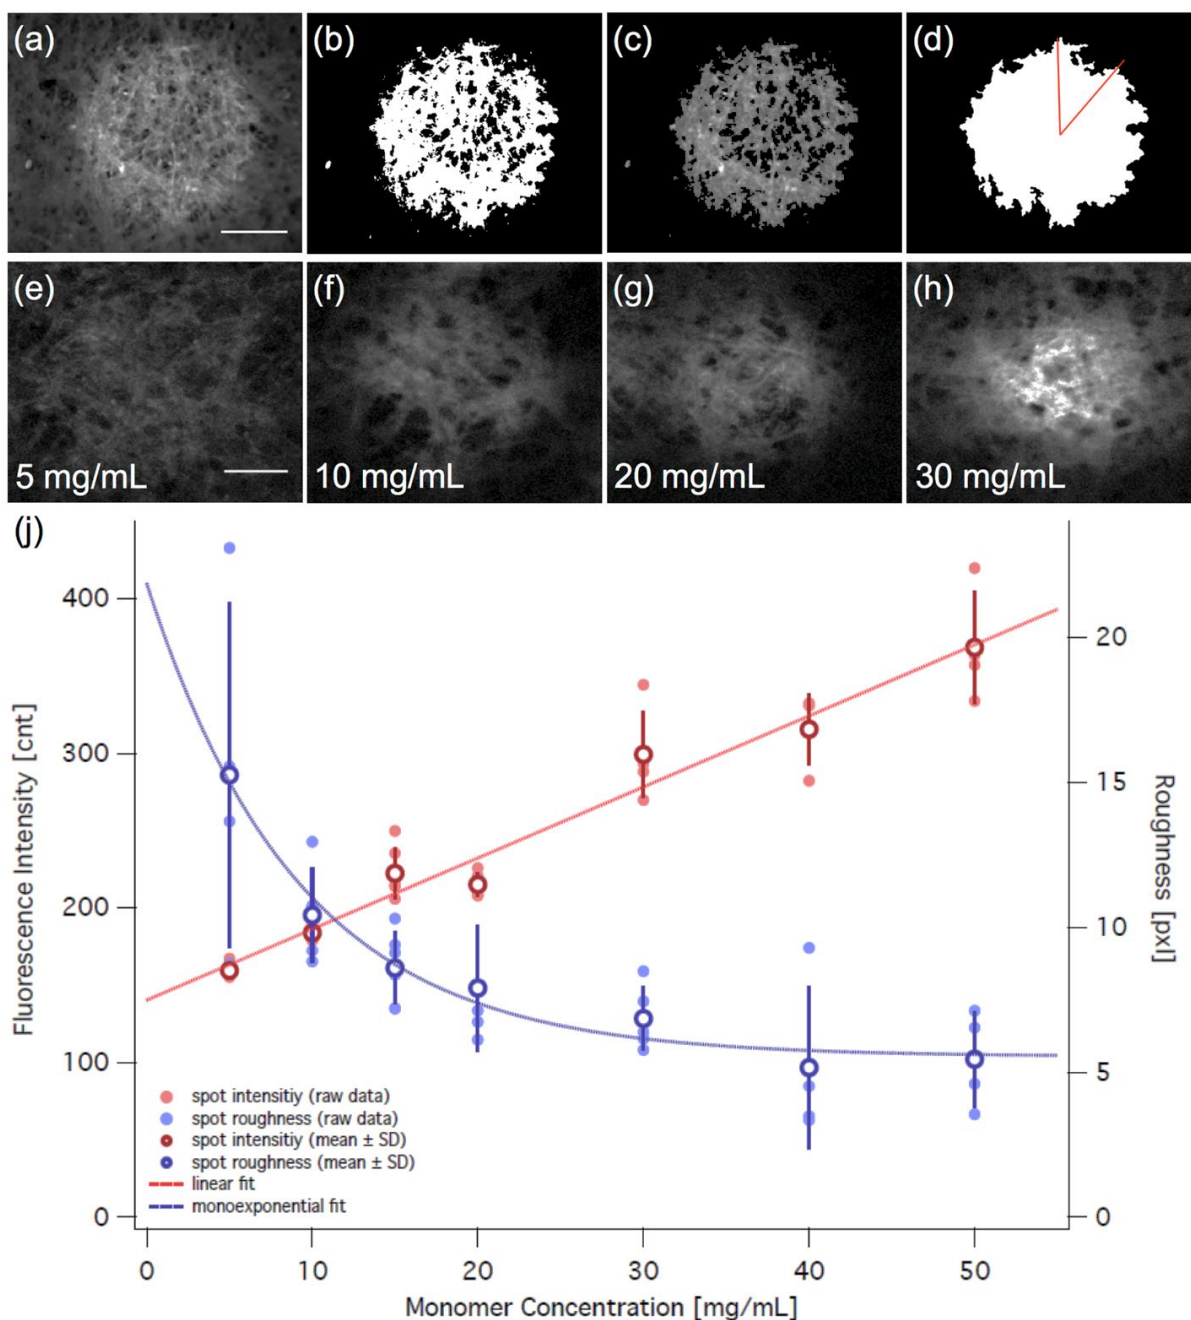 (a)
(b)
(c)
(d)
(e)
(f)
(g)
(h)
5 mg/mL
10 mg/mL
20 mg/mL
30 mg/mL
(j)
Fluorescence Intensity [cnt]
400
300
200
100
0
Roughness [pxl]
20
15
10
5
0
spot intensitiy (raw data)
spot roughness (raw data)
spot intensitiy (mean ± SD)
spot roughness (mean ± SD)
linear fit
monoexponential fit
0 10 20 30 40 50
Monomer Concentration [mg/mL]